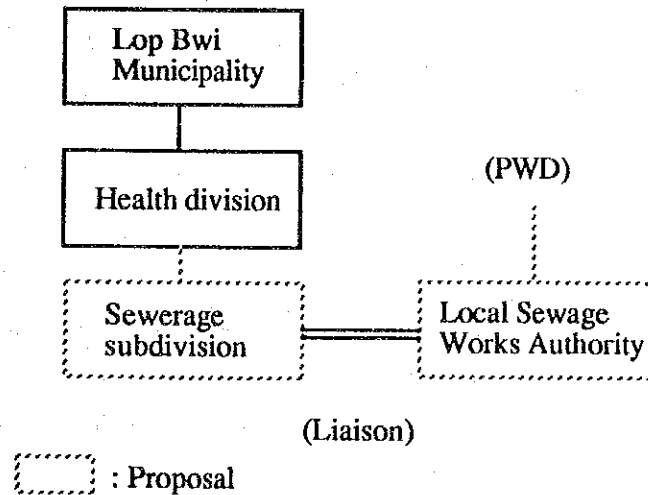 Lop Bwi
Municipality
Health division
(PWD)
Sewerage
subdivision
Local Sewage
Works Authority
(Liaison)
: Proposal